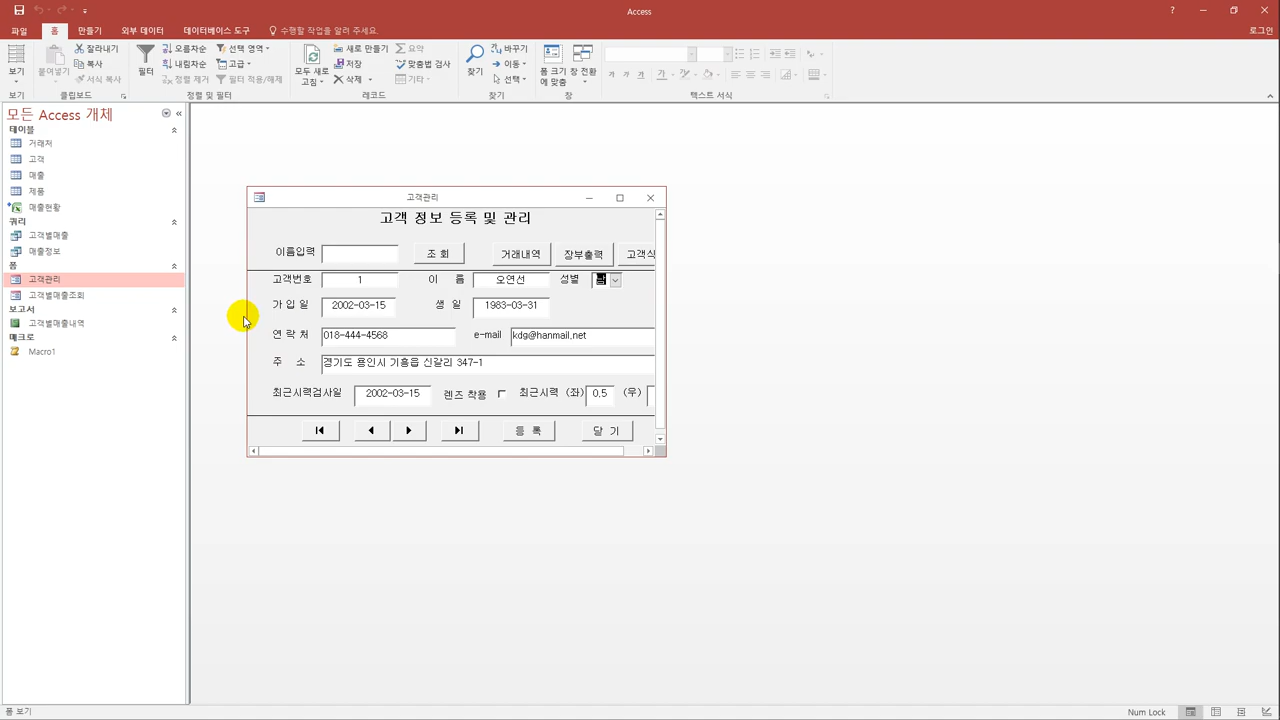 Access
파일 홈 만들기 외부 데이터 데이터베이스 도구 수행할 작업을 알려 주세요. 로그인
보기 붙여넣기 잘라내기 복사 서식 복사
클립보드
필터 오름차순 내림차순 정렬 제거 선택 영역 고급 필터 적용/해제
정렬 및 필터
모두 새로 고침 새로 만들기 저장 삭제 요약 맞춤법 검사 기타
레코드
찾기 바꾸기 이동 선택
찾기
폼 크기에 맞춤 창 전환
창
가 가 가
텍스트 서식
모든 Access 개체
테이블
거래처
고객
매출
제품
매출현황
쿼리
고객별매출
매출정보
폼
고객관리
고객별매출조회
보고서
고객별매출내역
매크로
Macro1
고객관리
고객 정보 등록 및 관리
이름입력 조 회 거래내역 장부출력 고객식
고객번호 1 이 름 오연선 성별
가 입 일 2002-03-15 생 일 1983-03-31
연 락 처 018-444-4568 e-mail kdg@hanmail.net
주 소 경기도 용인시 기흥읍 신갈리 347-1
최근시력검사일 2002-03-15 렌즈 착용 최근시력 (좌) 0.5 (우)
등 록 닫 기
폼 보기 Num Lock